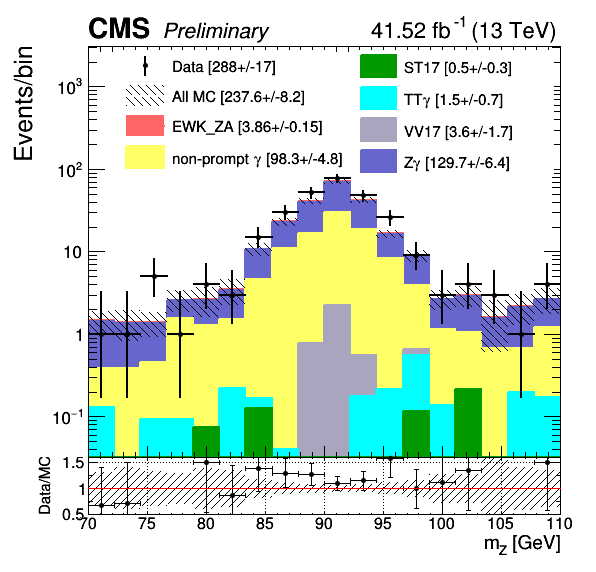 CMS Preliminary 41.52 fb⁻¹ (13 TeV)
Events/bin
Data [288+/-17]
All MC [237.6+/-8.2]
EWK_ZA [3.86+/-0.15]
non-prompt γ [98.3+/-4.8]
ST17 [0.5+/-0.3]
TTγ [1.5+/-0.7]
VV17 [3.6+/-1.7]
Zγ [129.7+/-6.4]
10³
10²
10
1
10⁻¹
Data/MC
1.5
1
0.5
70 75 80 85 90 95 100 105 110
m_Z [GeV]